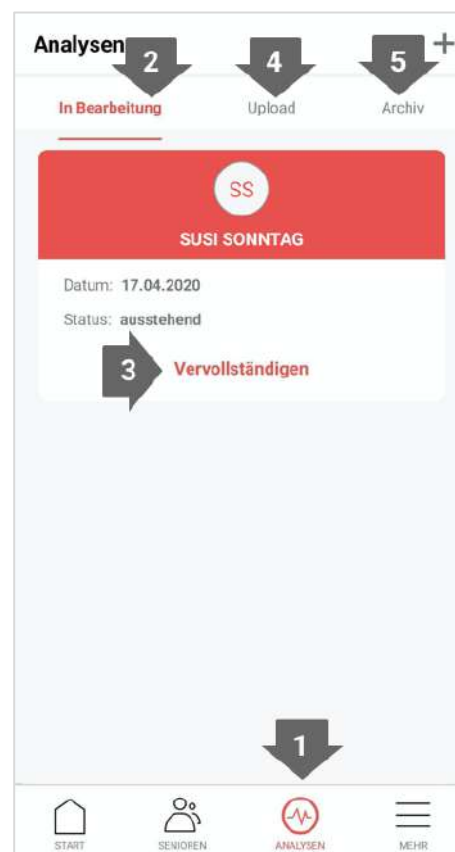 Analysen
2
4
5
+
In Bearbeitung Upload Archiv
SS
SUSI SONNTAG
Datum: 17.04.2020
Status: ausstehend
3
Vervollständigen
1
START SENIOREN ANALYSEN MEHR